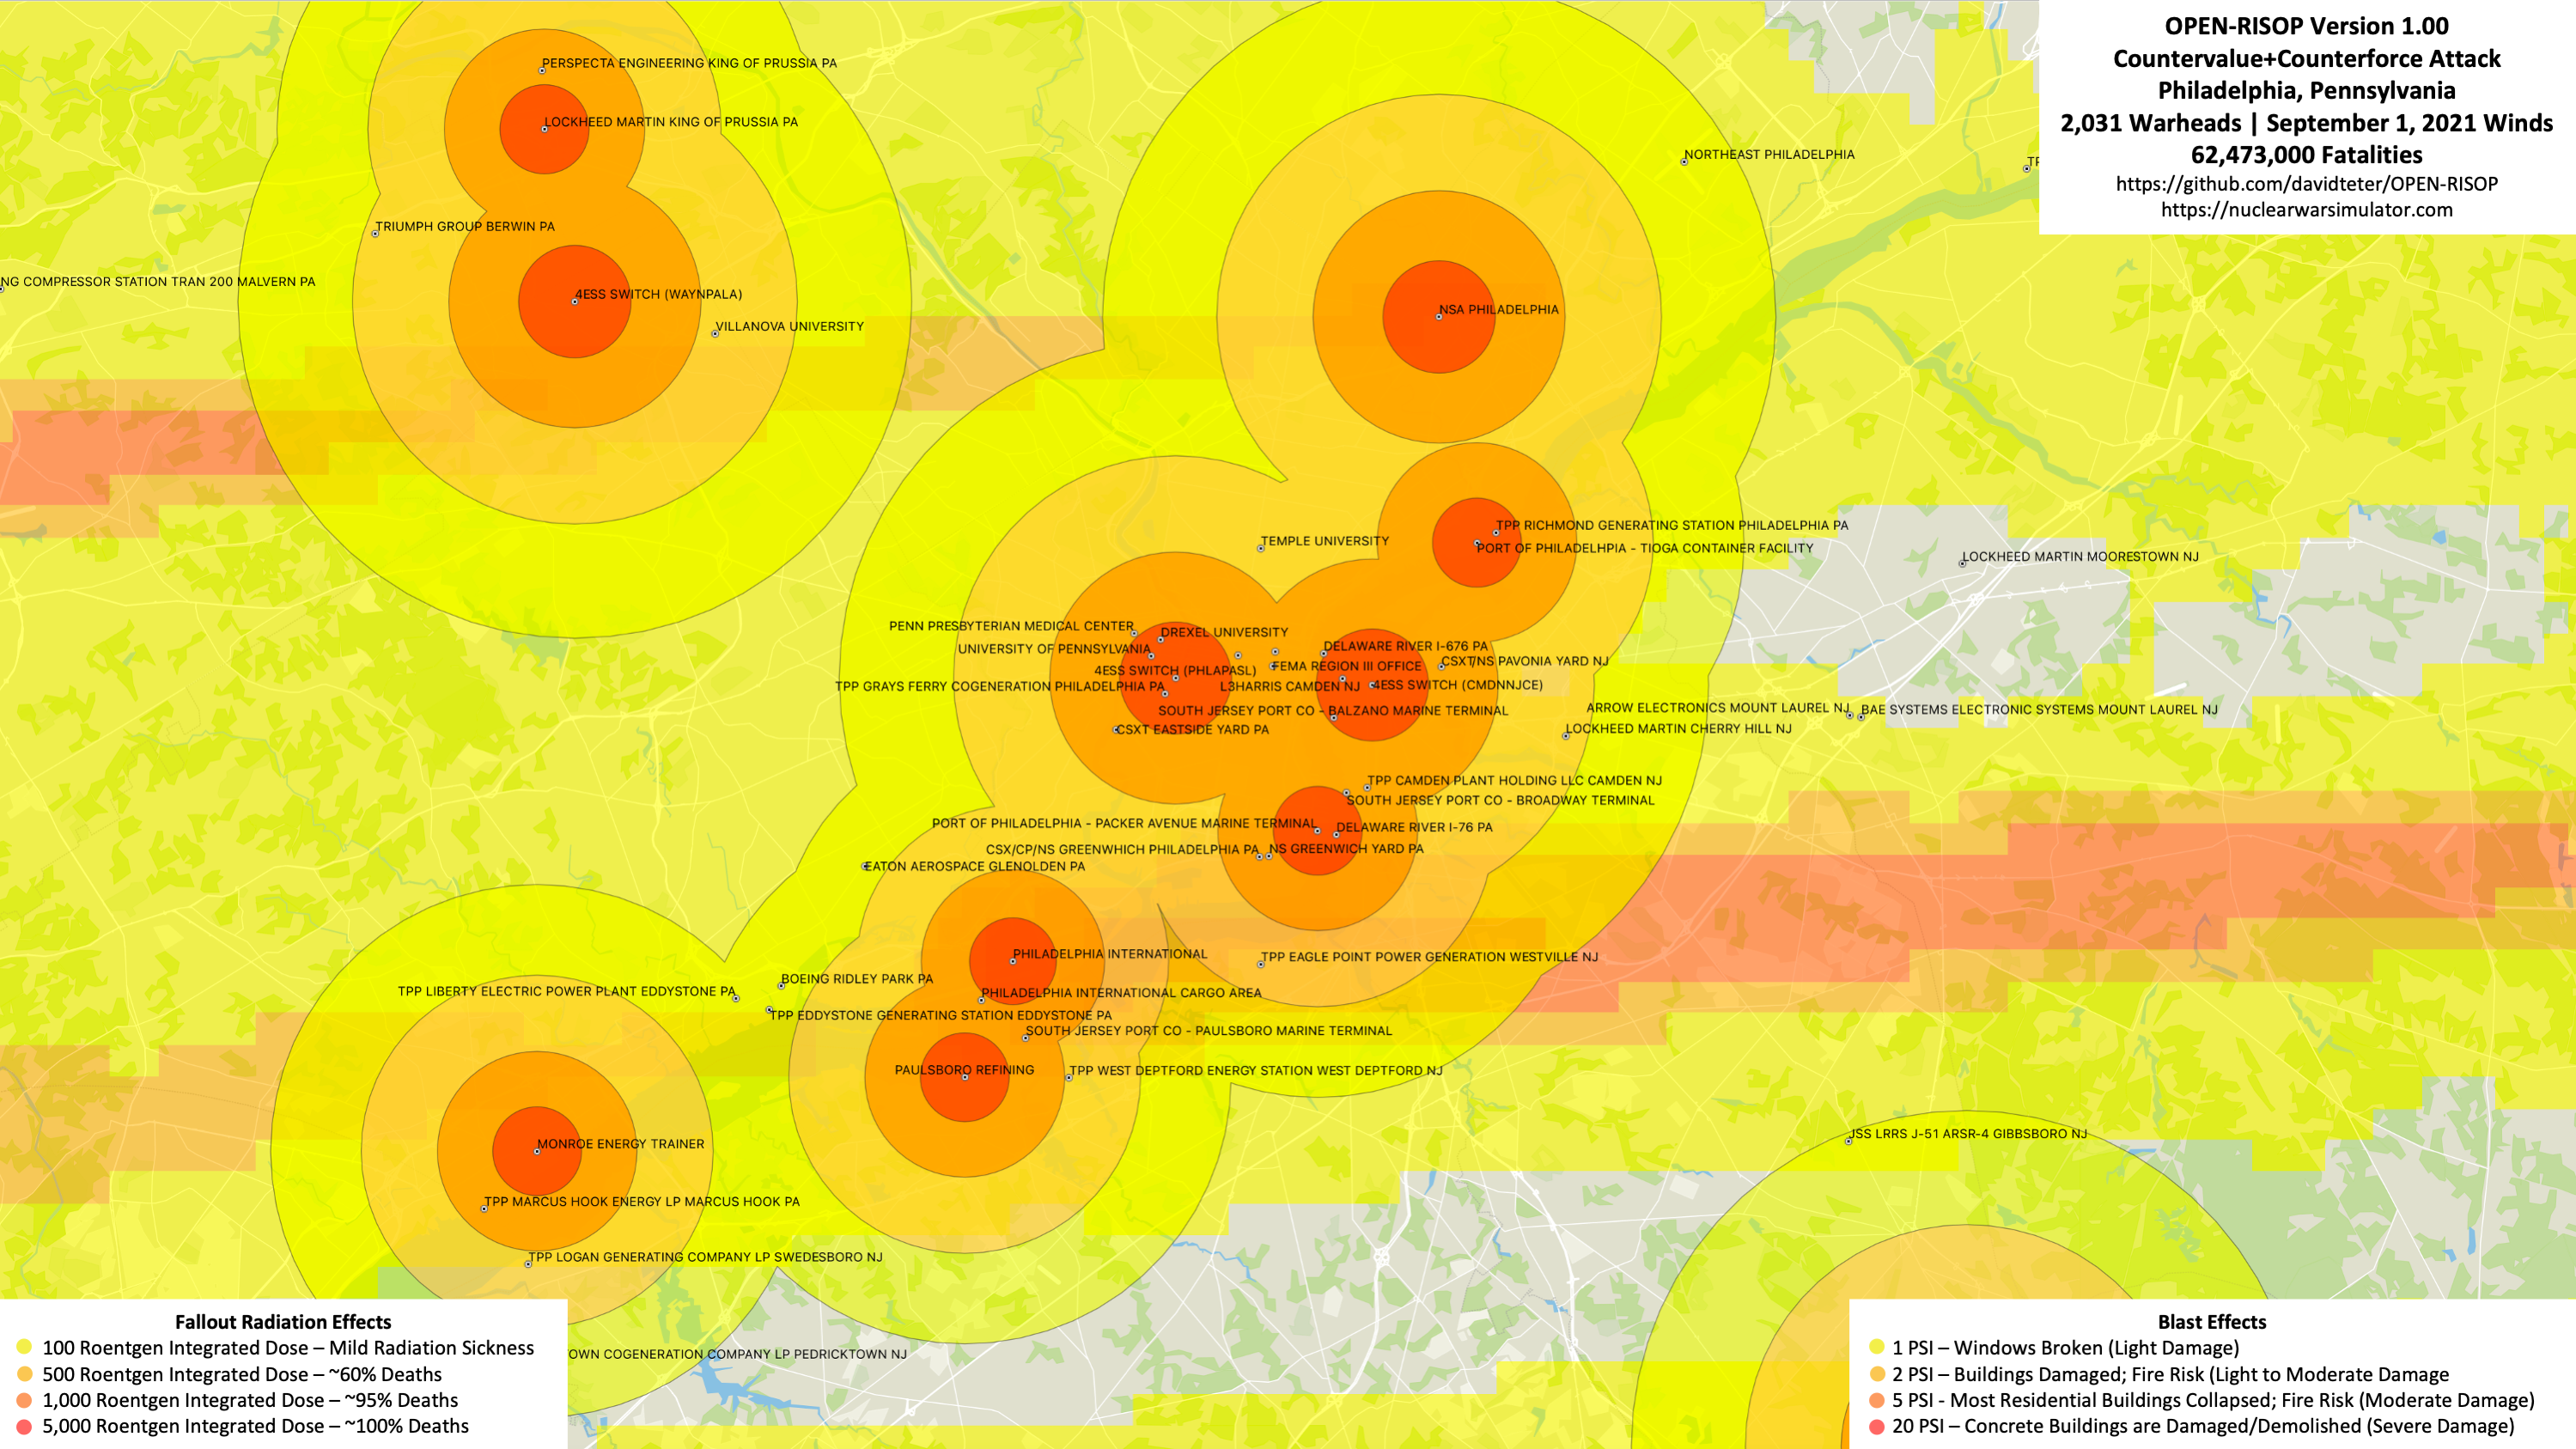 OPEN-RISOP Version 1.00
Countervalue+Counterforce Attack
Philadelphia, Pennsylvania
2,031 Warheads | September 1, 2021 Winds
62,473,000 Fatalities
https://github.com/davidteter/OPEN-RISOP
https://nuclearwarsimulator.com
PERSPECTA ENGINEERING KING OF PRUSSIA PA
LOCKHEED MARTIN KING OF PRUSSIA PA
NORTHEAST PHILADELPHIA
TRIUMPH GROUP BERWIN PA
NG COMPRESSOR STATION TRAN 200 MALVERN PA
4ESS SWITCH (WAYNPALA)
NSA PHILADELPHIA
VILLANOVA UNIVERSITY
TPP RICHMOND GENERATING STATION PHILADELPHIA PA
TEMPLE UNIVERSITY
PORT OF PHILADELHPIA - TIOGA CONTAINER FACILITY
LOCKHEED MARTIN MOORESTOWN NJ
PENN PRESBYTERIAN MEDICAL CENTER
DREXEL UNIVERSITY
UNIVERSITY OF PENNSYLVANIA
DELAWARE RIVER I-676 PA
4ESS SWITCH (PHLAPASL)
FEMA REGION III OFFICE
CSXT/NS PAVONIA YARD NJ
TPP GRAYS FERRY COGENERATION PHILADELPHIA PA
L3HARRIS CAMDEN NJ
4ESS SWITCH (CMDNNJCE)
SOUTH JERSEY PORT CO - BALZANO MARINE TERMINAL
ARROW ELECTRONICS MOUNT LAUREL NJ
BAE SYSTEMS ELECTRONIC SYSTEMS MOUNT LAUREL NJ
CSXT EASTSIDE YARD PA
LOCKHEED MARTIN CHERRY HILL NJ
TPP CAMDEN PLANT HOLDING LLC CAMDEN NJ
SOUTH JERSEY PORT CO - BROADWAY TERMINAL
PORT OF PHILADELPHIA - PACKER AVENUE MARINE TERMINAL
DELAWARE RIVER I-76 PA
CSX/CP/NS GREENWHICH PHILADELPHIA PA
NS GREENWICH YARD PA
EATON AEROSPACE GLENOLDEN PA
PHILADELPHIA INTERNATIONAL
TPP EAGLE POINT POWER GENERATION WESTVILLE NJ
BOEING RIDLEY PARK PA
TPP LIBERTY ELECTRIC POWER PLANT EDDYSTONE PA
PHILADELPHIA INTERNATIONAL CARGO AREA
TPP EDDYSTONE GENERATING STATION EDDYSTONE PA
SOUTH JERSEY PORT CO - PAULSBORO MARINE TERMINAL
PAULSBORO REFINING
TPP WEST DEPTFORD ENERGY STATION WEST DEPTFORD NJ
MONROE ENERGY TRAINER
JSS LRRS J-51 ARSR-4 GIBBSBORO NJ
TPP MARCUS HOOK ENERGY LP MARCUS HOOK PA
TPP LOGAN GENERATING COMPANY LP SWEDESBORO NJ
COGENERATION COMPANY LP PEDRICKTOWN NJ
Fallout Radiation Effects
100 Roentgen Integrated Dose – Mild Radiation Sickness
500 Roentgen Integrated Dose – ~60% Deaths
1,000 Roentgen Integrated Dose – ~95% Deaths
5,000 Roentgen Integrated Dose – ~100% Deaths
Blast Effects
1 PSI – Windows Broken (Light Damage)
2 PSI – Buildings Damaged; Fire Risk (Light to Moderate Damage
5 PSI - Most Residential Buildings Collapsed; Fire Risk (Moderate Damage)
20 PSI – Concrete Buildings are Damaged/Demolished (Severe Damage)